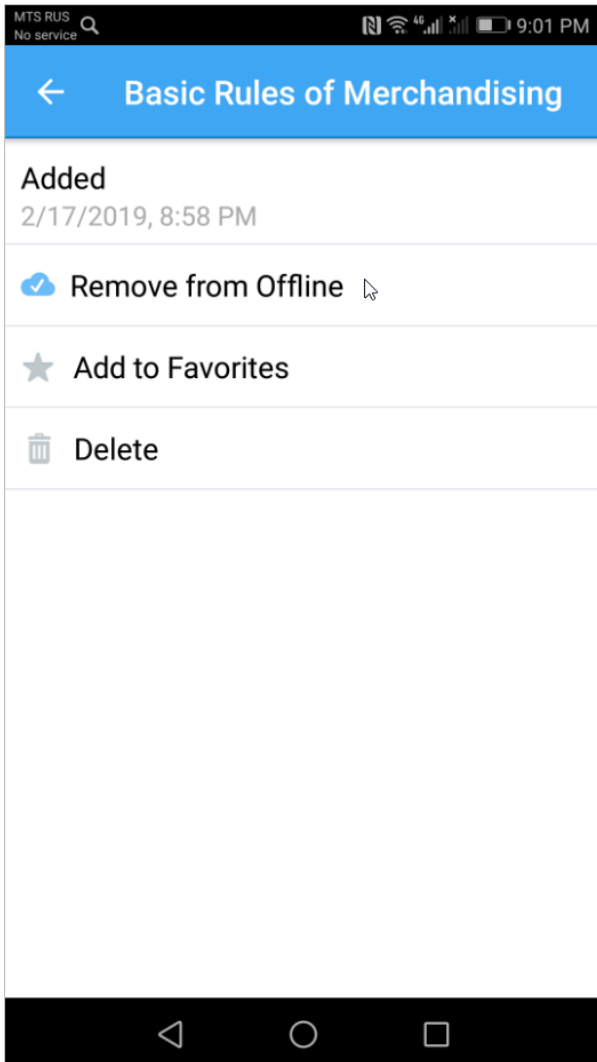 MTS RUS
No service
4G
9:01 PM
Basic Rules of Merchandising
Added
2/17/2019, 8:58 PM
Remove from Offline
Add to Favorites
Delete